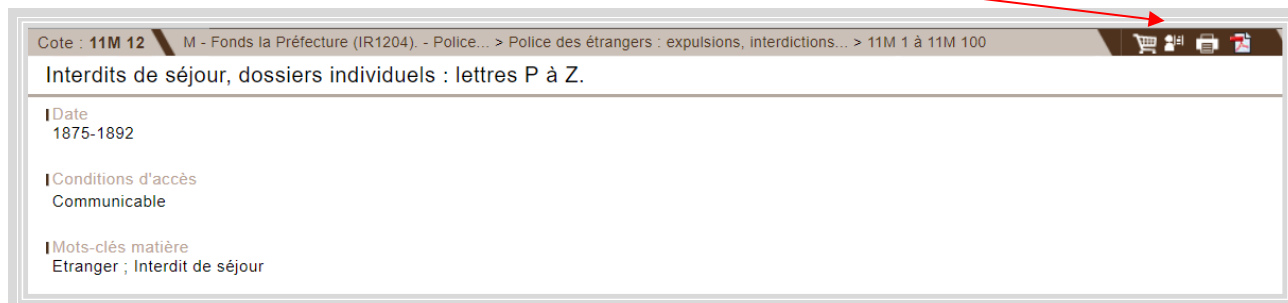 Cote : 11M 12 M - Fonds la Préfecture (IR1204). - Police... > Police des étrangers : expulsions, interdictions... > 11M 1 à 11M 100
Interdits de séjour, dossiers individuels : lettres P à Z.
Date
1875-1892
Conditions d'accès
Communicable
Mots-clés matière
Etranger ; Interdit de séjour